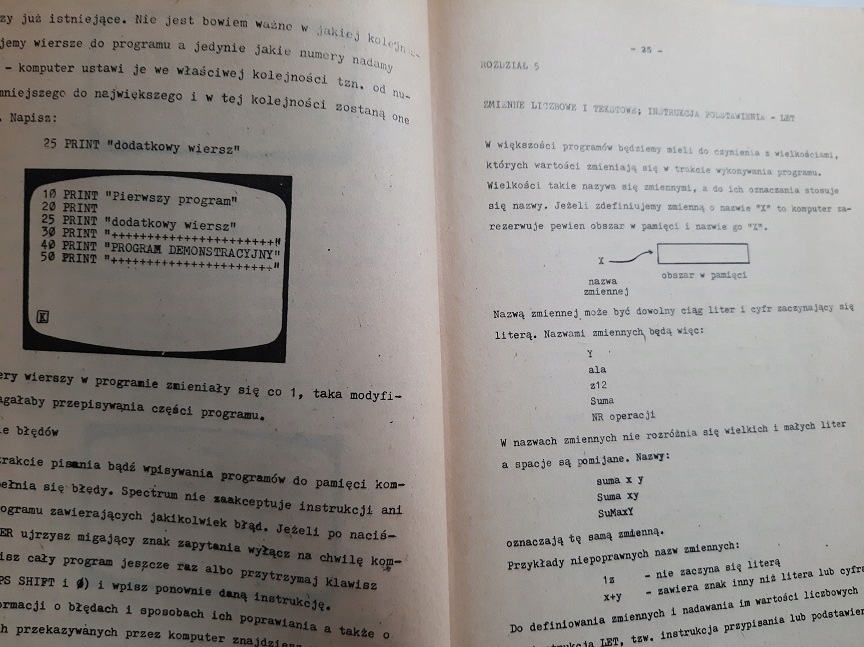 zy już istniejące. Nie jest bowiem ważne w jakiej
jemy wiersze do programu a jedynie jakie numery nadamy
- komputer ustawi je we właściwej kolejności tzn. od nu-
mniejszego do największego i w tej kolejności zostaną one
. Napisz:
25 PRINT "dodatkowy wiersz"
10 PRINT "Pierwszy program"
20 PRINT
25 PRINT "dodatkowy wiersz"
30 PRINT "++++++++++++++++++++++"
40 PRINT "PROGRAM DEMONSTRACYJNY"
50 PRINT "++++++++++++++++++++++"
K
ery wierszy w programie zmieniały się co 1, taka modyfi-
agałaby przepisywania części programu.
ie błędów
trakcie pisania bądź wpisywania programów do pamięci kom-
pełnia się błędy. Spectrum nie zaakceptuje instrukcji ani
ogramu zawierających jakikolwiek błąd. Jeżeli po naciś-
ER ujrzysz migający znak zapytania wyłącz na chwilę kom-
isz cały program jeszcze raz albo przytrzymaj klawisz
PS SHIFT i 0) i wpisz ponownie daną instrukcję.
ormacji o błędach i sposobach ich poprawiania a także o
h przekazywanych przez komputer
- 35 -
ROZDZIAŁ 5
ZMIENNE LICZBOWE I TEKSTOWE; INSTRUKCJA PODSTAWIENIA - LET
W większości programów będziemy mieli do czynienia z wielkościami,
których wartości zmieniają się w trakcie wykonywania programu.
Wielkości takie nazywa się zmiennymi, a do ich oznaczania stosuje
się nazwy. Jeżeli zdefiniujemy zmienną o nazwie "X" to komputer za-
rezerwuje pewien obszar w pamięci i nazwie go "X".
X
nazwa
zmiennej
obszar w pamięci
Nazwą zmiennej może być dowolny ciąg liter i cyfr zaczynający się
literą. Nazwami zmiennych będą więc:
Y
ala
z12
Suma
NR operacji
W nazwach zmiennych nie rozróżnia się wielkich i małych liter
a spacje są pomijane. Nazwy:
suma x y
Suma xy
SuMaxY
oznaczają tę samą zmienną.
Przykłady niepoprawnych nazw zmiennych:
1z - nie zaczyna się literą
x+y - zawiera znak inny niż litera lub cyfra
Do definiowania zmiennych i nadawania im wartości liczbowych
LET, tzw. instrukcja przypisania lub podstawien